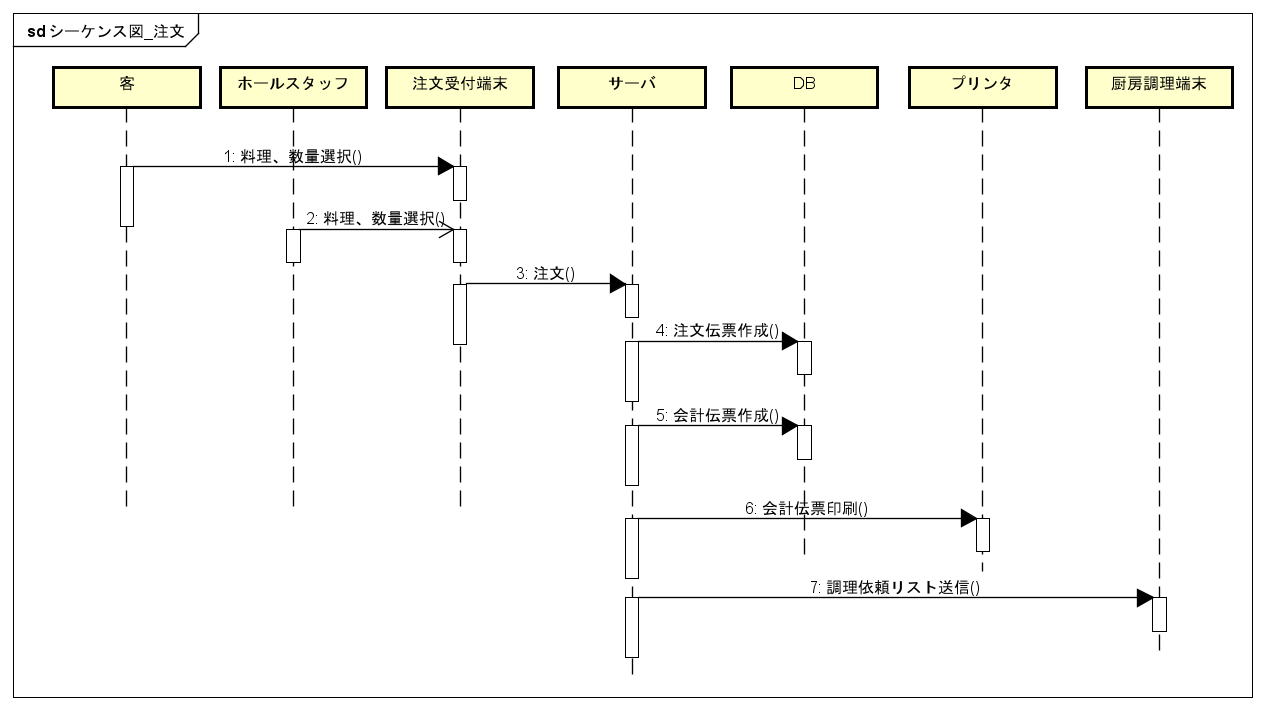 sd シーケンス図_注文
客
ホールスタッフ
注文受付端末
サーバ
DB
プリンタ
厨房調理端末
1: 料理、数量選択()
2: 料理、数量選択()
3: 注文()
4: 注文伝票作成()
5: 会計伝票作成()
6: 会計伝票印刷()
7: 調理依頼リスト送信()